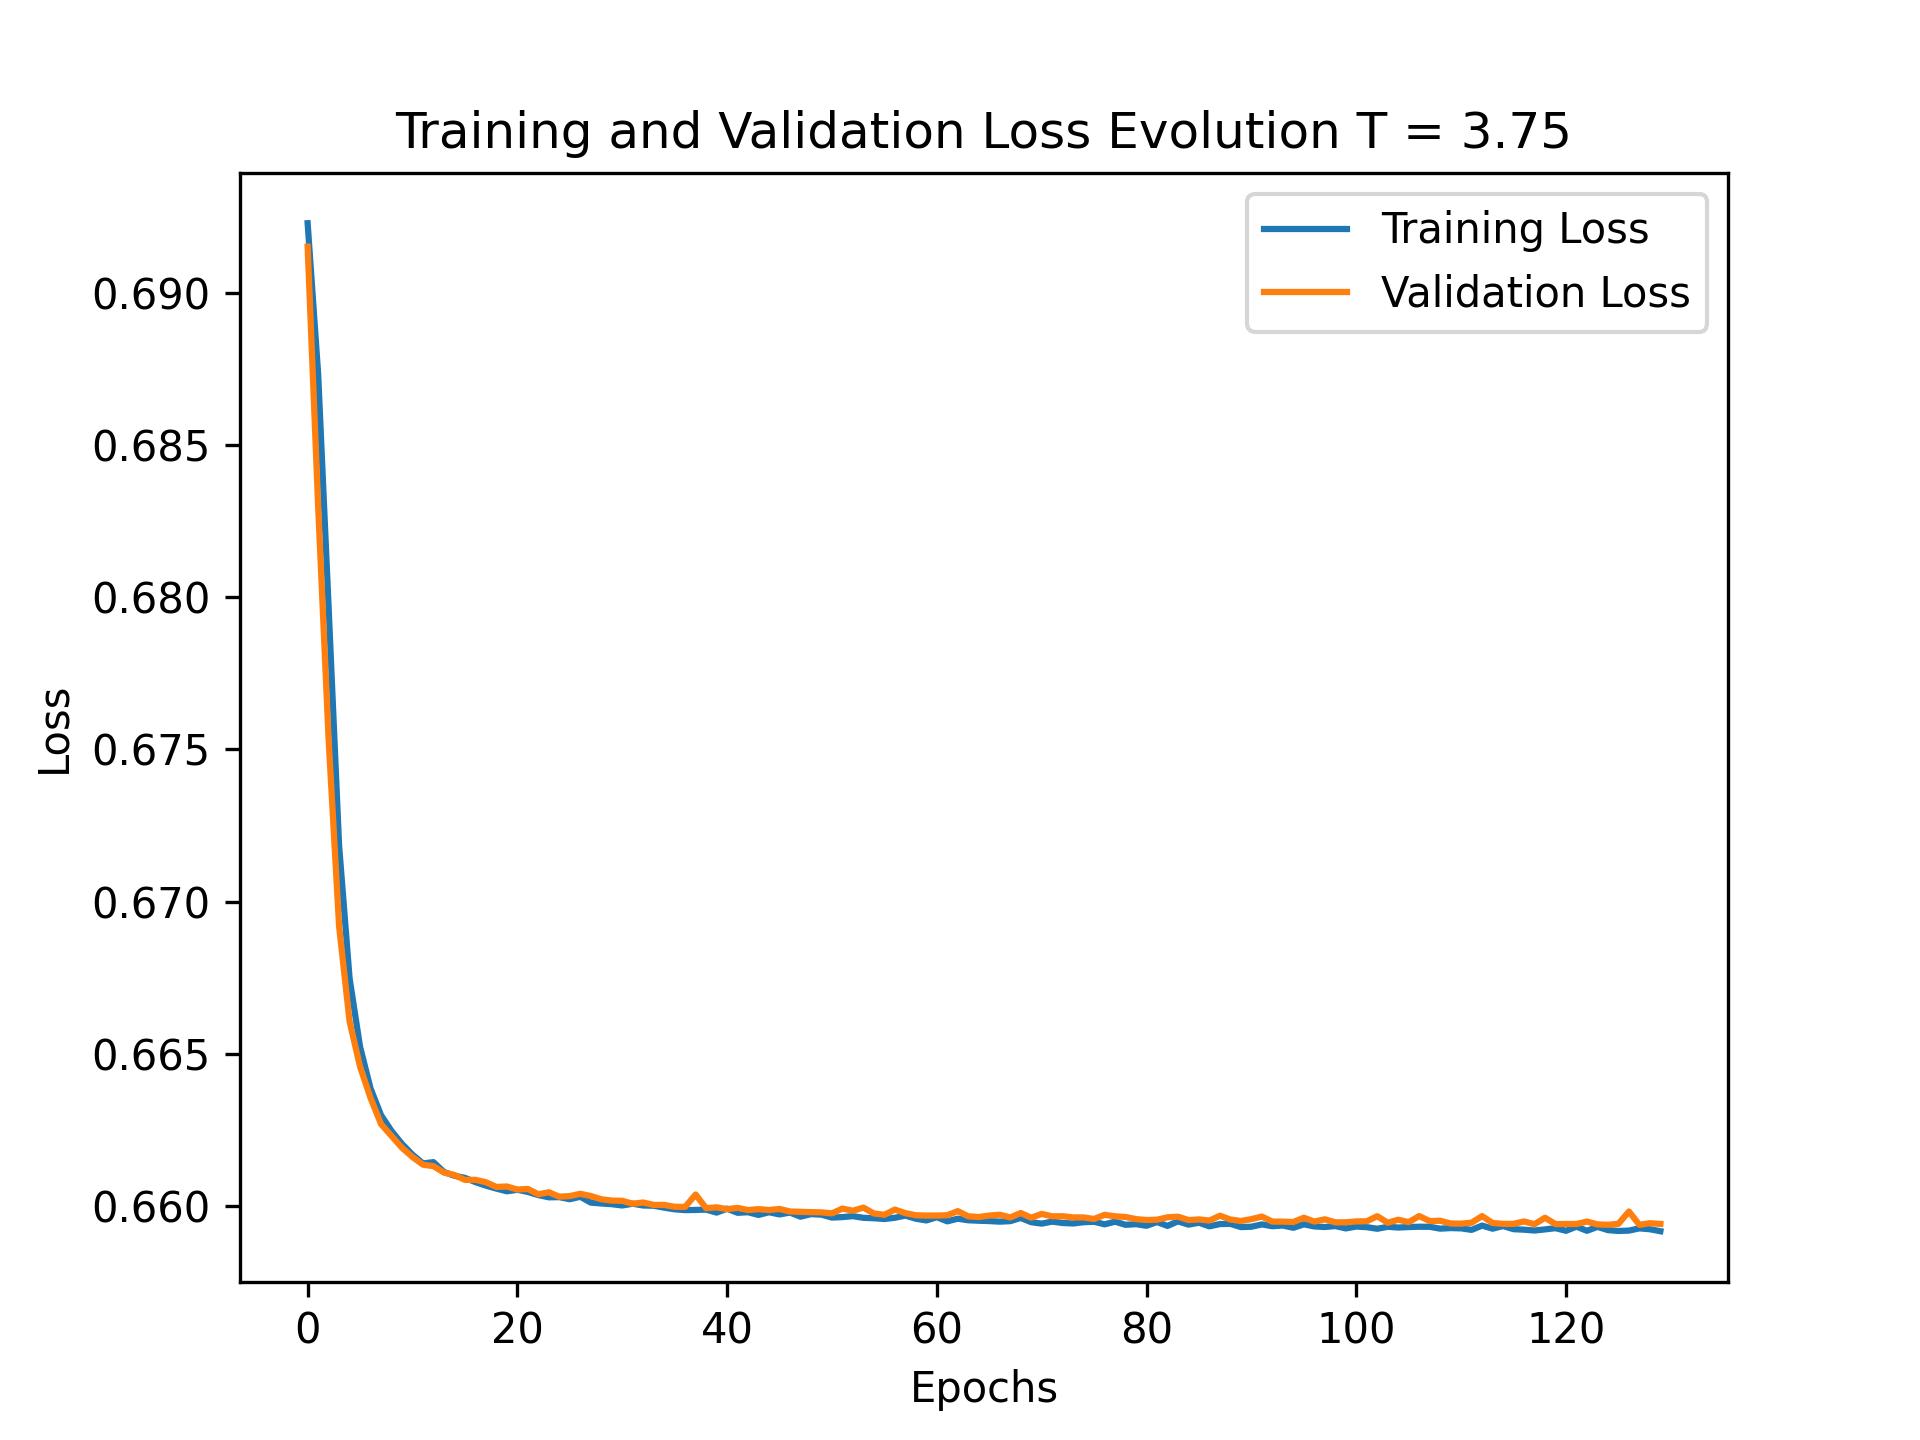 Training and Validation Loss Evolution T = 3.75
Training Loss
Validation Loss
0.690
0.685
0.680
0.675
0.670
0.665
0.660
Loss
0 20 40 60 80 100 120
Epochs